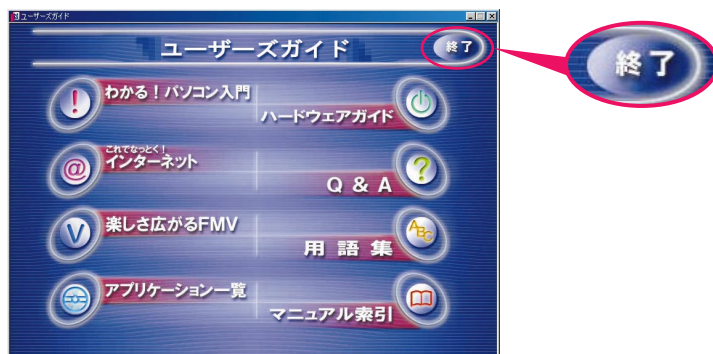 ユーザーズガイド
ユーザーズガイド
終了
終了
!
わかる!パソコン入門
ハードウェアガイド
@
これでなっとく!
インターネット
Q & A
?
V
楽しさ広がるFMV
用語集
ABC
アプリケーション一覧
マニュアル索引